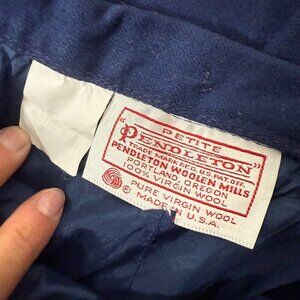 PETITE
"PENDLETON"
TRADE MARK REG. U.S. PAT. OFF.
PENDLETON WOOLEN MILLS
PORTLAND, OREGON
100% VIRGIN WOOL
® PURE VIRGIN WOOL
MADE IN U.S.A.